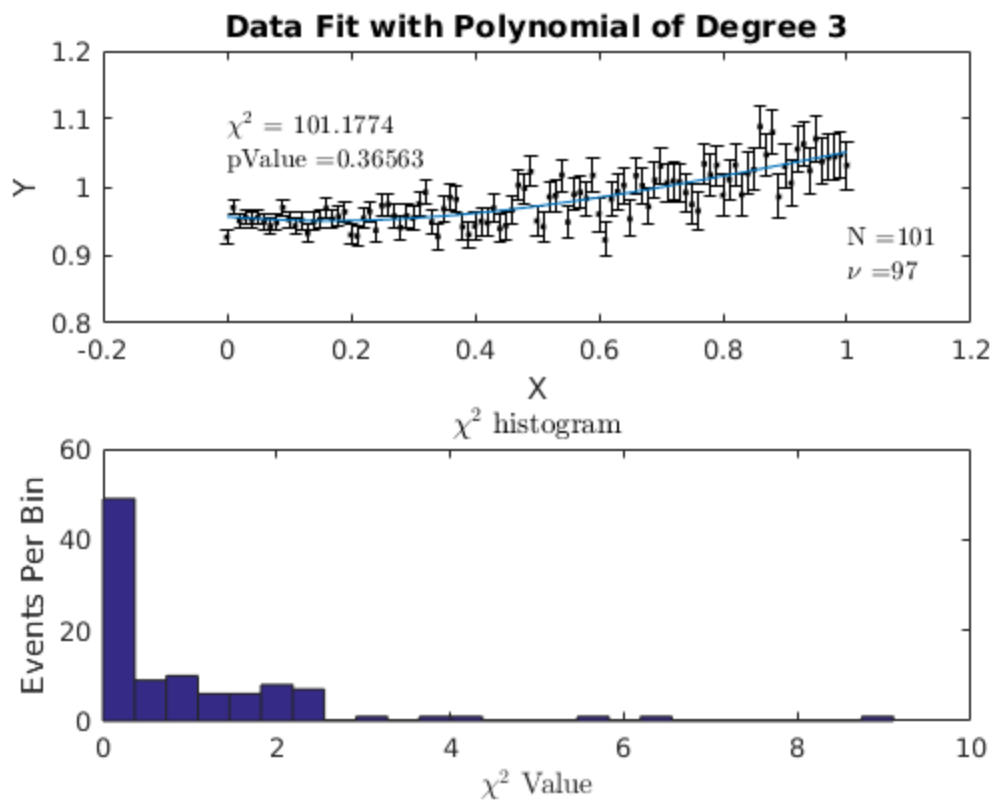 Data Fit with Polynomial of Degree 3
1.2
1.1
1
0.9
0.8
Y
χ² = 101.1774
pValue =0.36563
N =101
ν =97
-0.2 0 0.2 0.4 0.6 0.8 1 1.2
X
χ² histogram
60
40
20
0
Events Per Bin
0 2 4 6 8 10
χ² Value